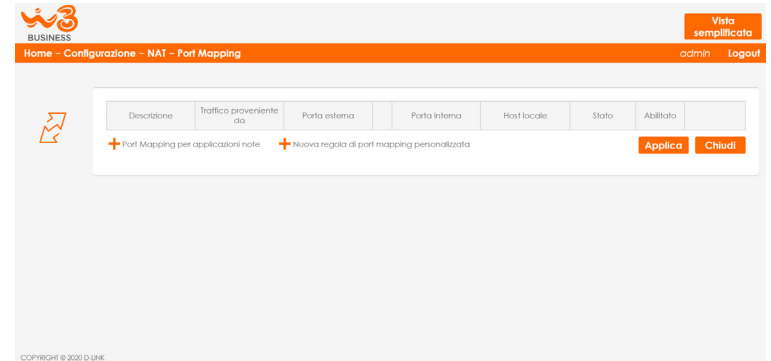 W3
BUSINESS
Vista
semplificata
Home – Configurazione – NAT – Port Mapping
admin
Logout
Descrizione
Traffico proveniente
da
Porta esterna
Porta interna
Host locale
Stato
Abilitato
Port Mapping per applicazioni note
Nuova regola di port mapping personalizzata
Applica
Chiudi
COPYRIGHT © 2020 D-LINK